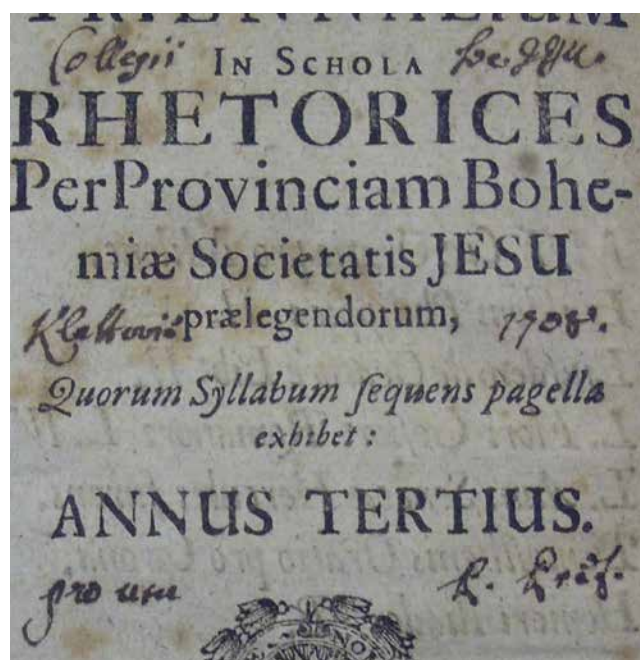 TRIENNALIUM
Collegii IN SCHOLA
RHETORICES
Per Provinciam Bohe-
miæ Societatis JESU
prælegendorum, 1708.
Quorum Syllabum ſequens pagella
exhibet:
ANNUS TERTIUS.
pro usu